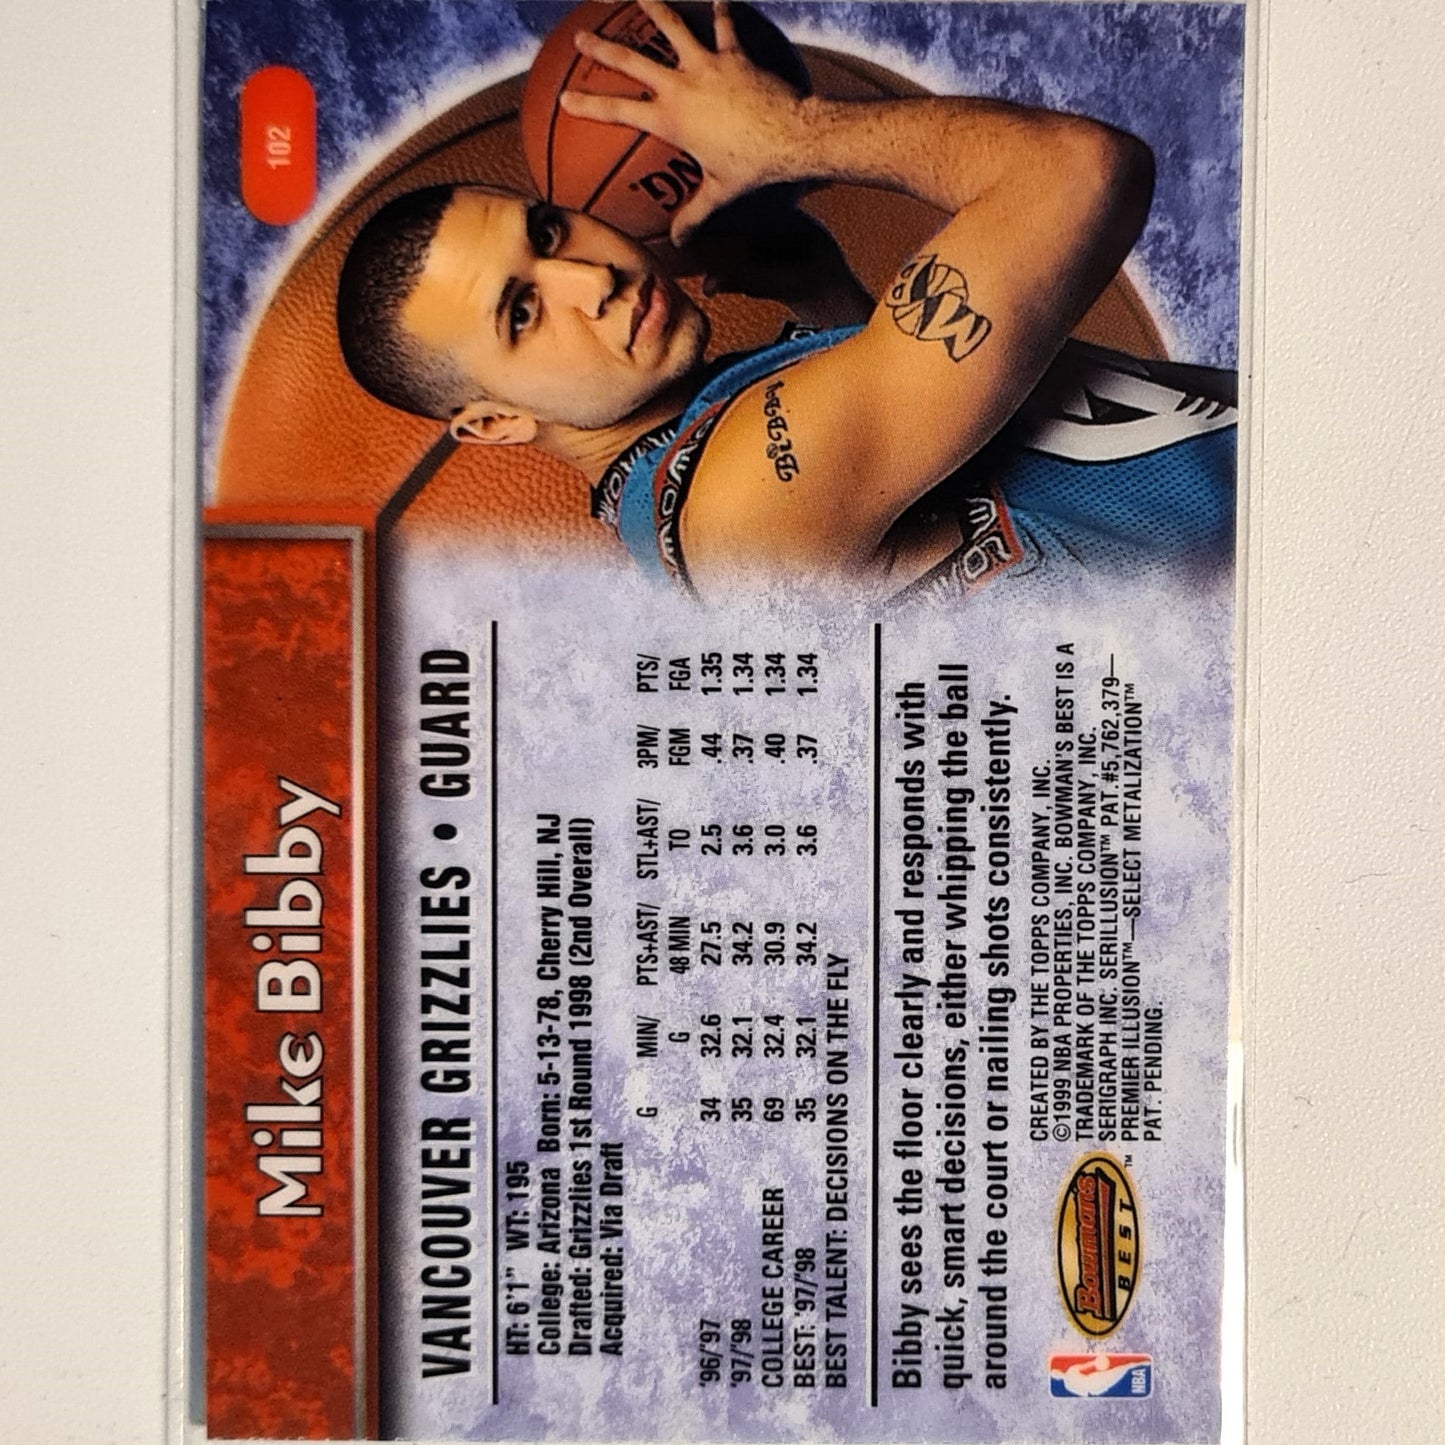 102
Mike Bibby
BiBBy
VANCOUVER GRIZZLIES • GUARD
HT: 6'1" WT: 195
College: Arizona Born: 5-13-78, Cherry Hill, NJ
Drafted: Grizzlies 1st Round 1998 (2nd Overall)
Acquired: Via Draft
G MIN/ PTS+AST/ STL+AST/ 3PM/ PTS/
G 48 MIN TO FGM FGA
'96/'97 34 32.6 27.5 2.5 .44 1.35
'97/'98 35 32.1 34.2 3.6 .37 1.34
COLLEGE CAREER 69 32.4 30.9 3.0 .40 1.34
BEST: '97/'98 35 32.1 34.2 3.6 .37 1.34
BEST TALENT: DECISIONS ON THE FLY
Bibby sees the floor clearly and responds with
quick, smart decisions, either whipping the ball
around the court or nailing shots consistently.
CREATED BY THE TOPPS COMPANY, INC.
©1999 NBA PROPERTIES, INC. BOWMAN'S BEST IS A
TRADEMARK OF THE TOPPS COMPANY, INC.
SERIGRAPH INC. SERILLUSION™ PAT. #5,762,379—
PREMIER ILLUSION™—SELECT METALIZATION™
PAT. PENDING.
NBA
Bowman's
BEST™